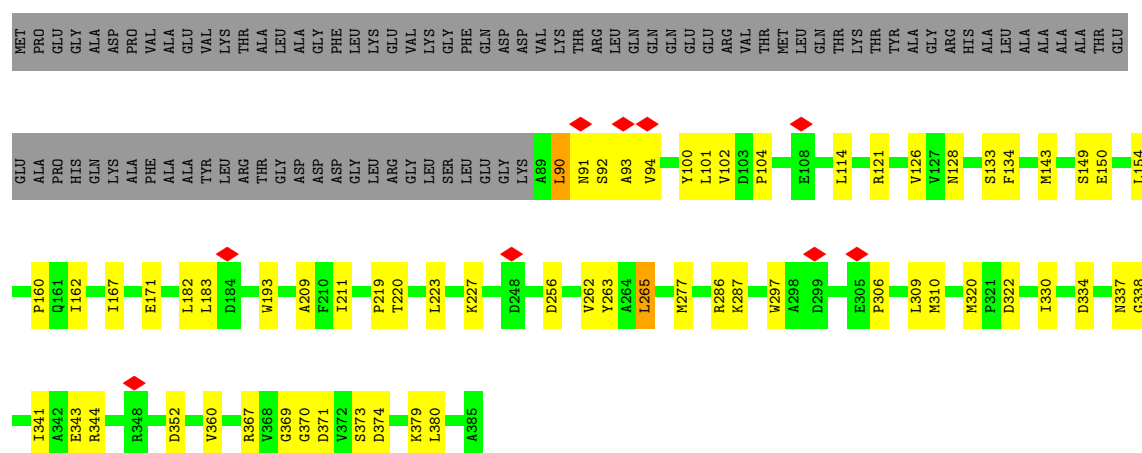 MET PRO GLU GLY ALA ASP PRO VAL ALA GLU VAL LYS THR ALA LEU ALA GLY PHE LEU LYS GLU VAL LYS GLY PHE GLN ASP ASP VAL LYS THR ARG LEU GLN GLN GLN GLU GLU ARG VAL THR MET LEU GLN THR LYS THR TYR ALA GLY ARG HIS ALA LEU ALA ALA ALA ALA THR GLU
GLU ALA PRO HIS GLN LYS ALA PHE ALA ALA TYR LEU ARG THR GLY ASP ASP ASP GLY LEU ARG GLY LEU SER LEU GLU GLY LYS A89 L90 N91 S92 A93 V94 Y100 L101 V102 D103 P104 E108 L114 R121 V126 V127 N128 S133 F134 M143 S149 E150 L154
P160 Q161 I162 I167 E171 L182 L183 D184 W193 A209 F210 I211 P219 T220 L223 K227 D248 D256 V262 Y263 A264 L265 M277 R286 K287 W297 A298 D299 E305 P306 L309 M310 M320 P321 D322 I330 D334 N337 G338
I341 A342 E343 R344 R348 D352 V360 R367 V368 G369 G370 D371 V372 S373 D374 K379 L380 A385